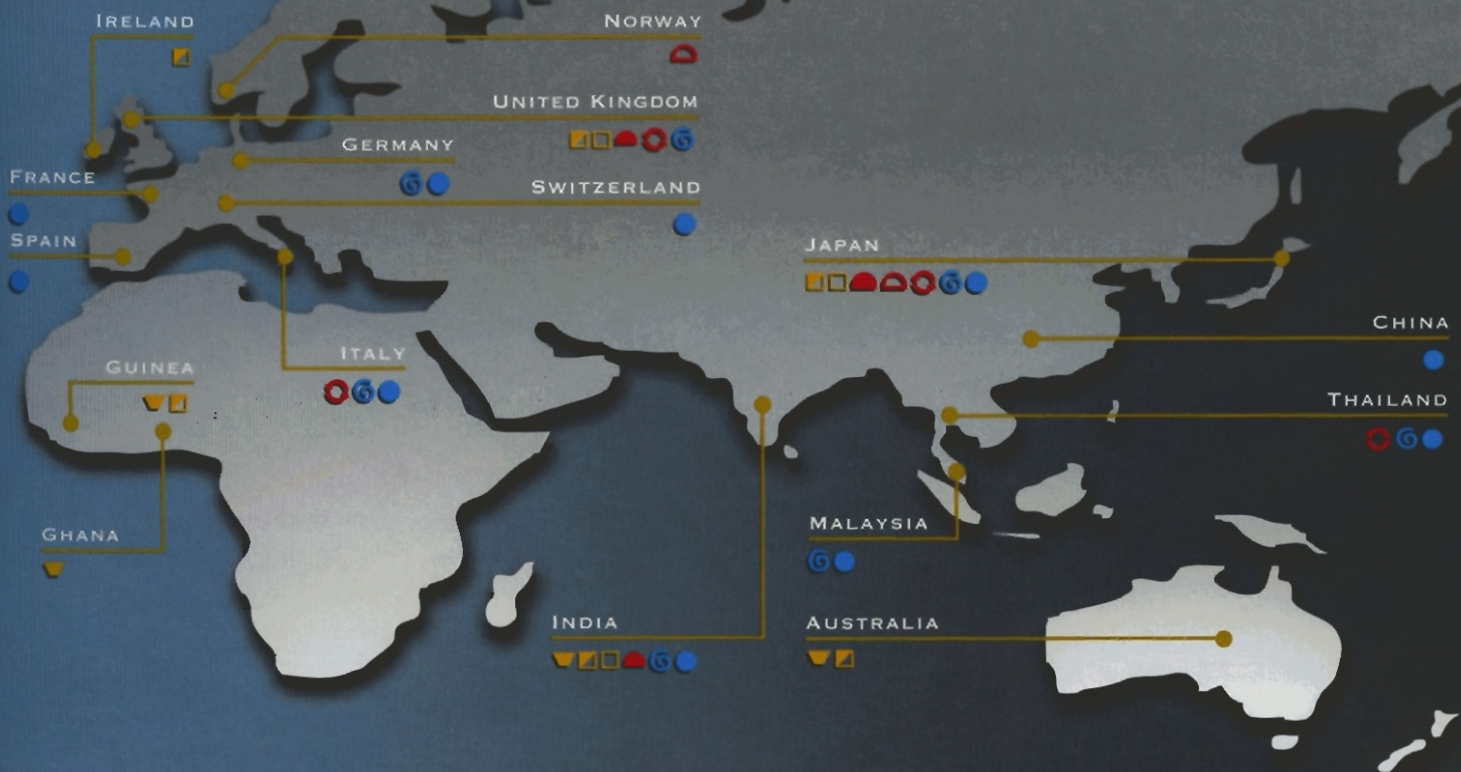 IRELAND
NORWAY
UNITED KINGDOM
GERMANY
FRANCE
SWITZERLAND
SPAIN
JAPAN
CHINA
ITALY
GUINEA
THAILAND
MALAYSIA
GHANA
INDIA
AUSTRALIA